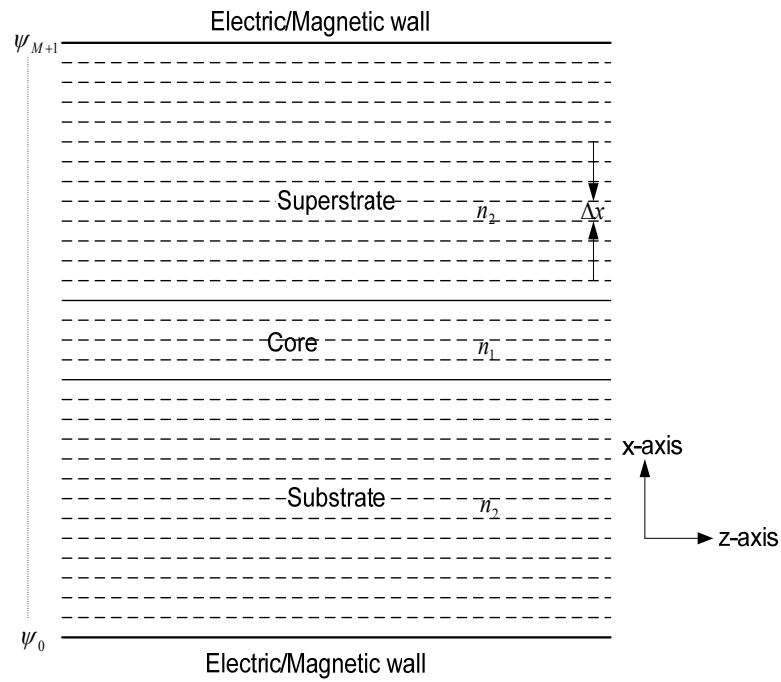 Electric/Magnetic wall
ψ_{M+1}
Superstrate
n_2
Δx
Core
n_1
x-axis
Substrate
n_2
z-axis
ψ_0
Electric/Magnetic wall